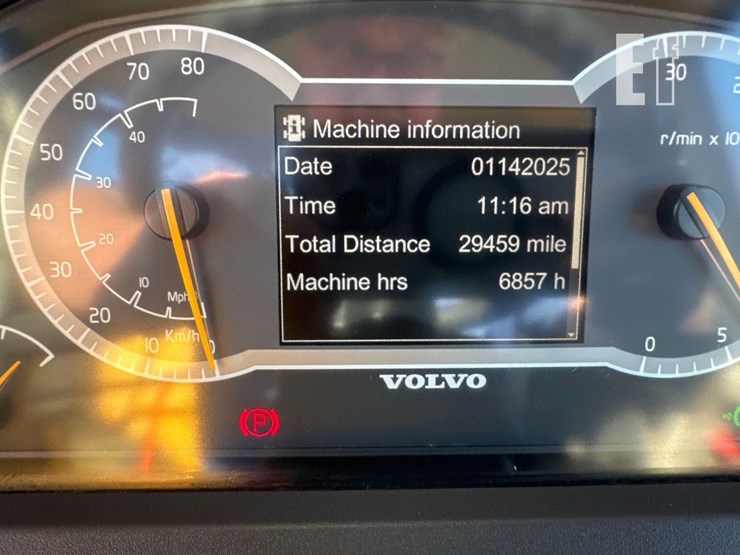 Machine information
Date 01142025
Time 11:16 am
Total Distance 29459 mile
Machine hrs 6857 h
80
70
60
50
40
30
20
10
0
Km/h
40
30
20
10
Mph
30
r/min x 10
0
5
VOLVO
P